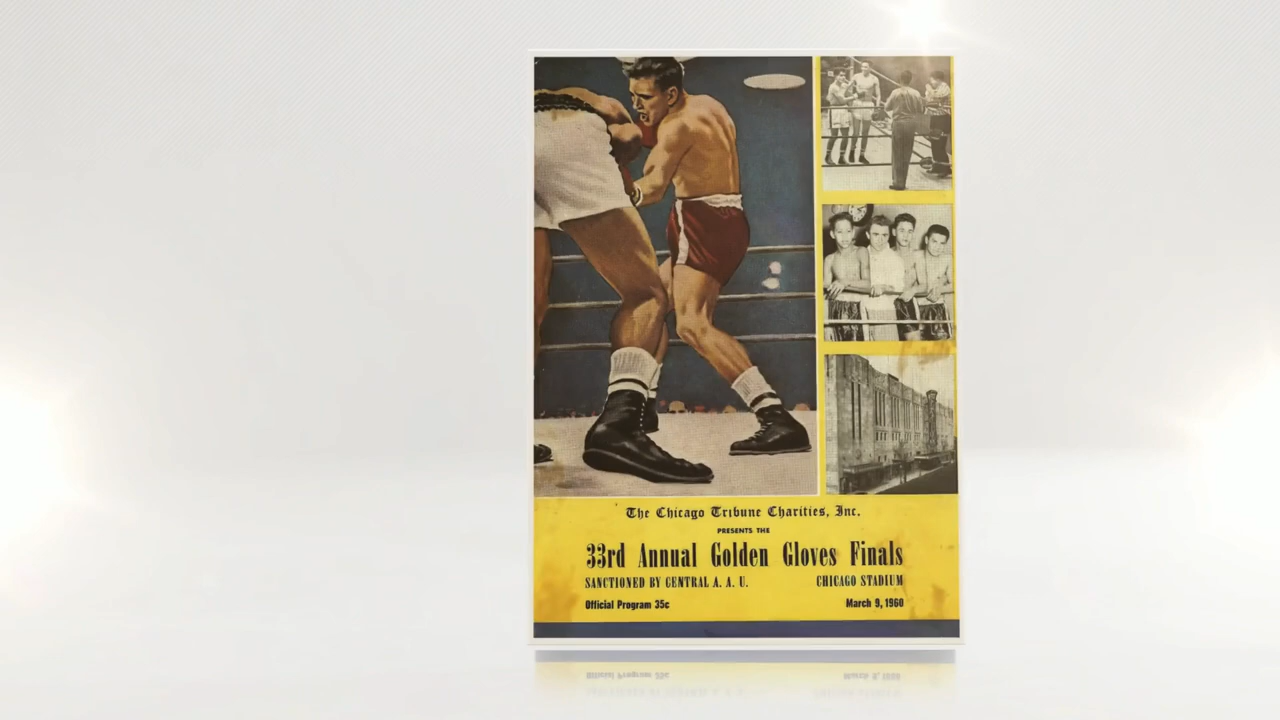 The Chicago Tribune Charities, Inc.
PRESENTS THE
33rd Annual Golden Gloves Finals
SANCTIONED BY CENTRAL A. A. U. CHICAGO STADIUM
Official Program 35c March 9, 1960